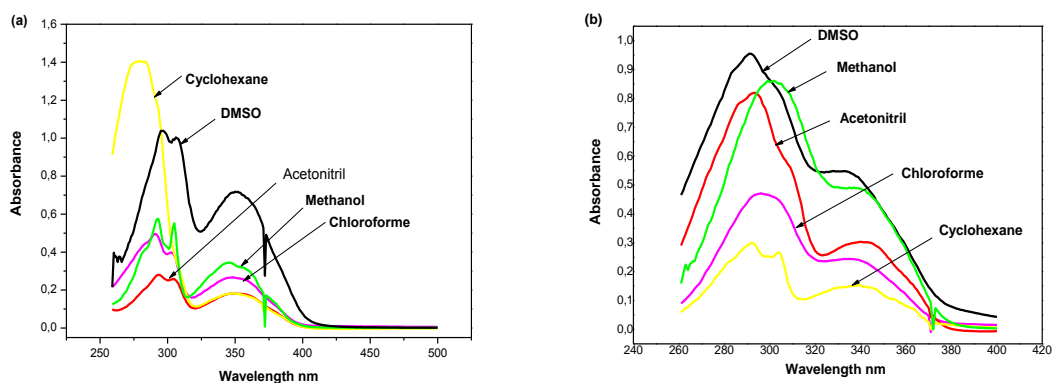 (a)
1,6
1,4
1,2
1,0
0,8
0,6
0,4
0,2
0,0
Absorbance
Cyclohexane
DMSO
Acetonitril
Methanol
Chloroforme
250 300 350 400 450 500
Wavelength nm
(b)
1,0
0,9
0,8
0,7
0,6
0,5
0,4
0,3
0,2
0,1
0,0
Absorbance
DMSO
Methanol
Acetonitril
Chloroforme
Cyclohexane
240 260 280 300 320 340 360 380 400 420
Wavelength nm